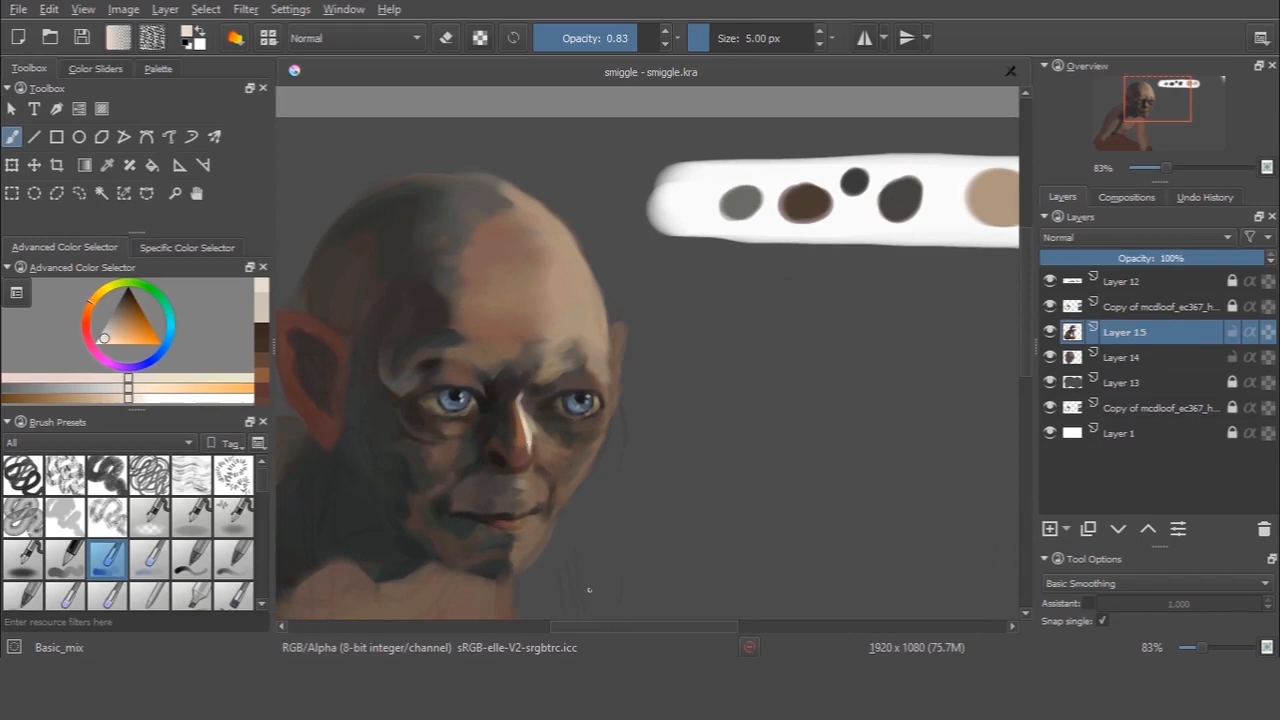 File Edit View Image Layer Select Filter Settings Window Help
Normal
Opacity: 0.83
Size: 5.00 px
Toolbox Color Sliders Palette
Toolbox
smiggle - smiggle.kra
Overview
83%
Layers Compositions Undo History
Layers
Normal
Opacity: 100%
Layer 12
Copy of mcdloof_ec367_h...
Layer 15
Layer 14
Layer 13
Copy of mcdloof_ec367_h...
Layer 1
Advanced Color Selector Specific Color Selector
Advanced Color Selector
Brush Presets
All
Tag
Enter resource filters here
Tool Options
Basic Smoothing
Assistant: 1,000
Snap single:
Basic_mix
RGB/Alpha (8-bit integer/channel) sRGB-elle-V2-srgbtrc.icc
1920 x 1080 (75.7M)
83%